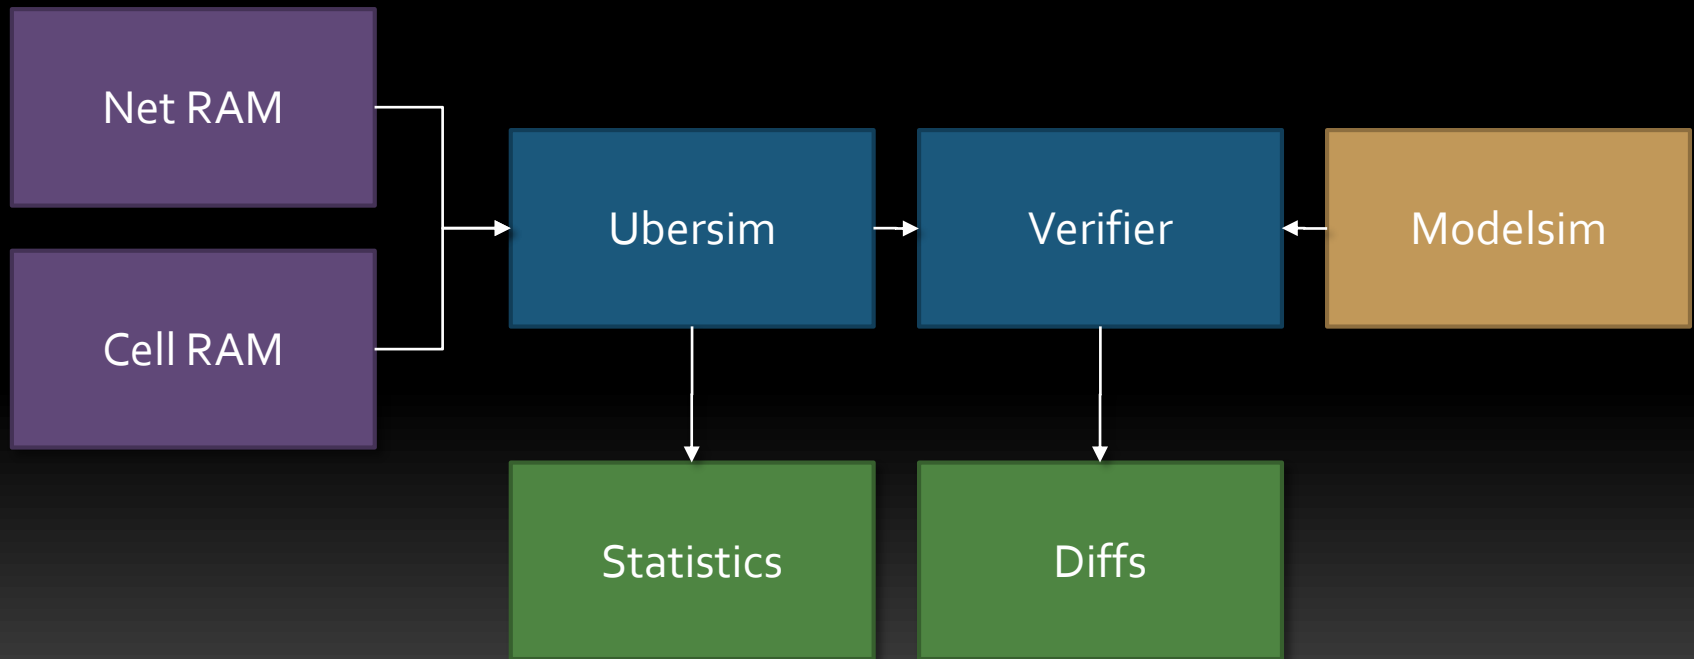 Net RAM
Cell RAM
Ubersim
Verifier
Modelsim
Statistics
Diffs